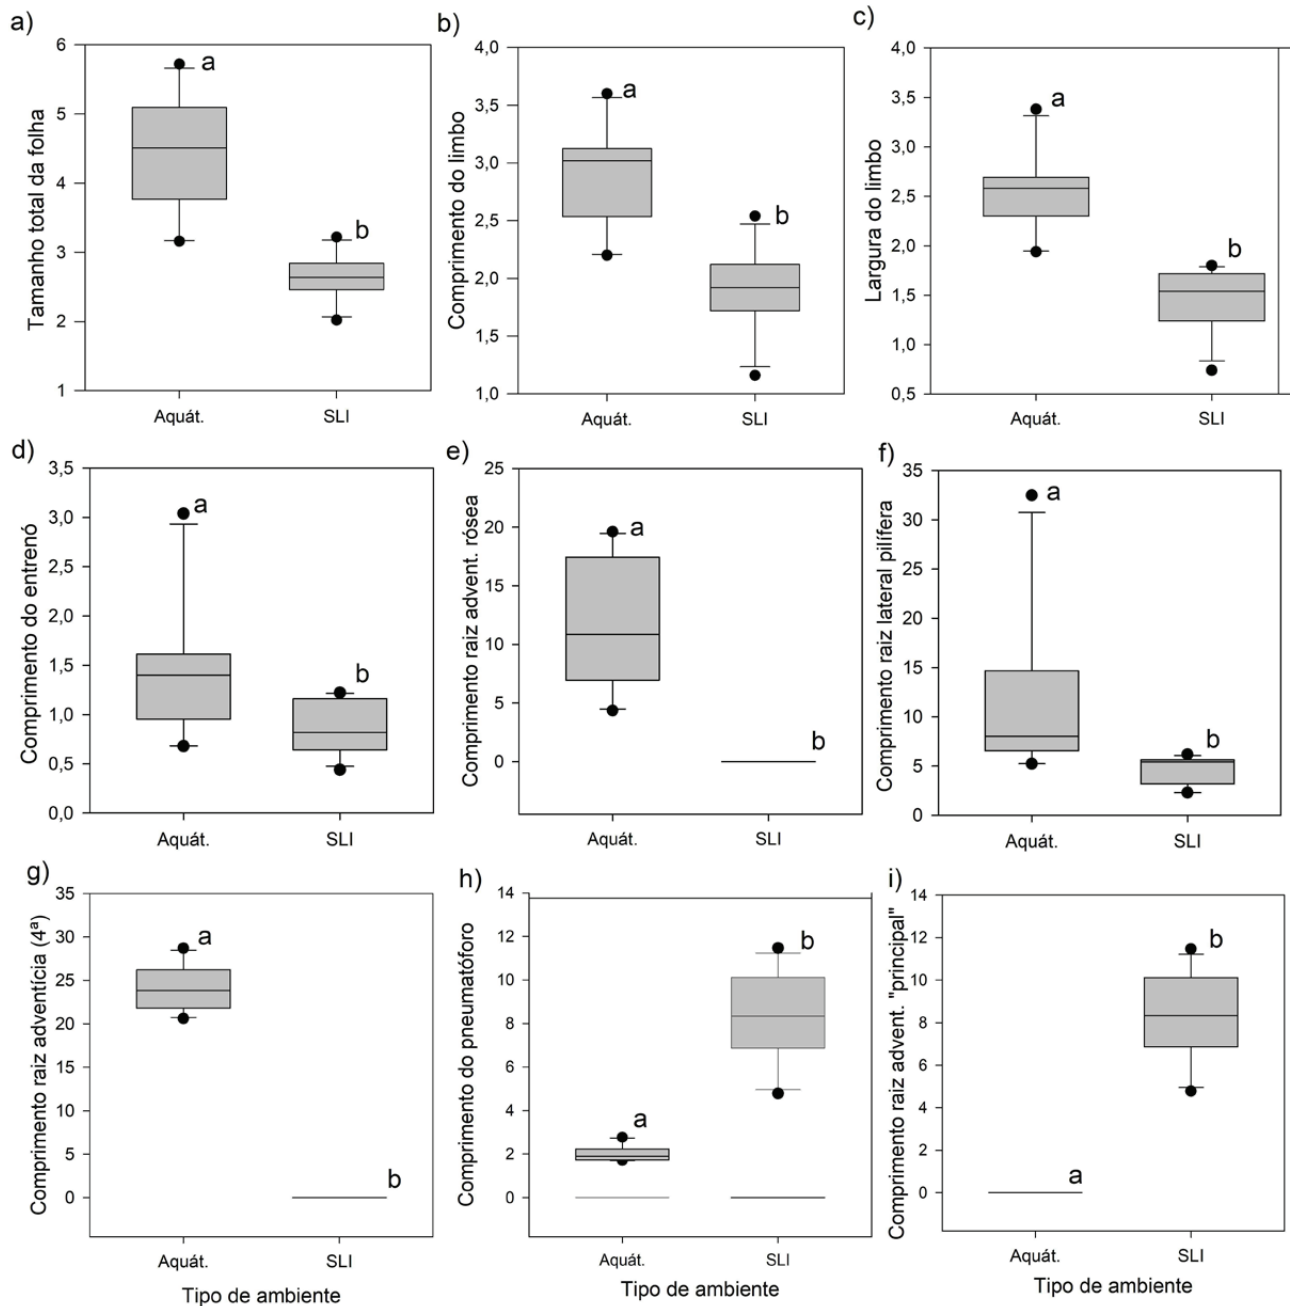 a)
Tamanho total da folha
6
5
4
3
2
1
a
b
Aquát.
SLI
b)
Comprimento do limbo
4,0
3,5
3,0
2,5
2,0
1,5
1,0
a
b
Aquát.
SLI
c)
Largura do limbo
4,0
3,5
3,0
2,5
2,0
1,5
1,0
0,5
a
b
Aquát.
SLI
d)
Comprimento do entrenó
3,5
3,0
2,5
2,0
1,5
1,0
0,5
0,0
a
b
Aquát.
SLI
e)
Comprimento raiz advent. rósea
25
20
15
10
5
0
a
b
Aquát.
SLI
f)
Comprimento raiz lateral pilífera
35
30
25
20
15
10
5
0
a
b
Aquát.
SLI
g)
Comprimento raiz adventícia (4ª)
35
30
25
20
15
10
5
0
a
b
Aquát.
SLI
Tipo de ambiente
h)
Comprimento do pneumatóforo
14
12
10
8
6
4
2
0
a
b
Aquát.
SLI
Tipo de ambiente
i)
Comprimento raiz advent. "principal"
14
12
10
8
6
4
2
0
a
b
Aquát.
SLI
Tipo de ambiente